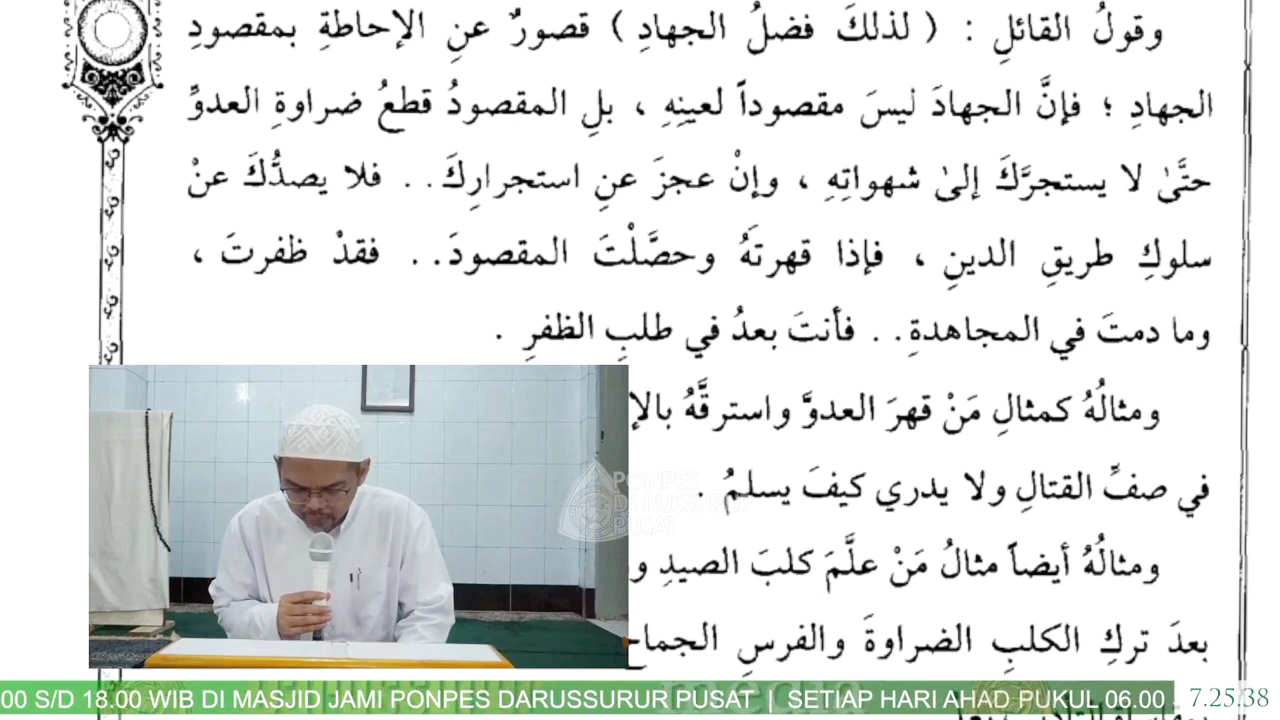 وقولُ القائلِ : ( لذلكَ فضلُ الجهادِ ) قصورٌ عنِ الإحاطةِ بمقصودِ
الجهادِ ؛ فإنَّ الجهادَ ليسَ مقصوداً لعينِهِ ، بلِ المقصودُ قطعُ ضراوةِ العدوِّ
حتَّىٰ لا يستجرَّكَ إلىٰ شهواتِهِ ، وإنْ عجزَ عنِ استجرارِكَ .. فلا يصدُّكَ عنْ
سلوكِ طريقِ الدينِ ، فإذا قهرتَهُ وحصَّلْتَ المقصودَ .. فقدْ ظفرتَ ،
وما دمتَ في المجاهدةِ .. فأنتَ بعدُ في طلبِ الظفرِ .
ومثالُهُ كمثالِ مَنْ قهرَ العدوَّ واسترقَّهُ
في صفِّ القتالِ ولا يدري كيفَ يسلمُ .
ومثالُهُ أيضاً مثالُ مَنْ علَّمَ كلبَ الصيدِ
بعدَ تركِ الكلبِ الضراوةَ والفرسِ
PONPES
DARUSSURUR
PUSAT
00 S/D 18.00 WIB DI MASJID JAMI PONPES DARUSSURUR PUSAT | SETIAP HARI AHAD PUKUL 06.00
7.25.38